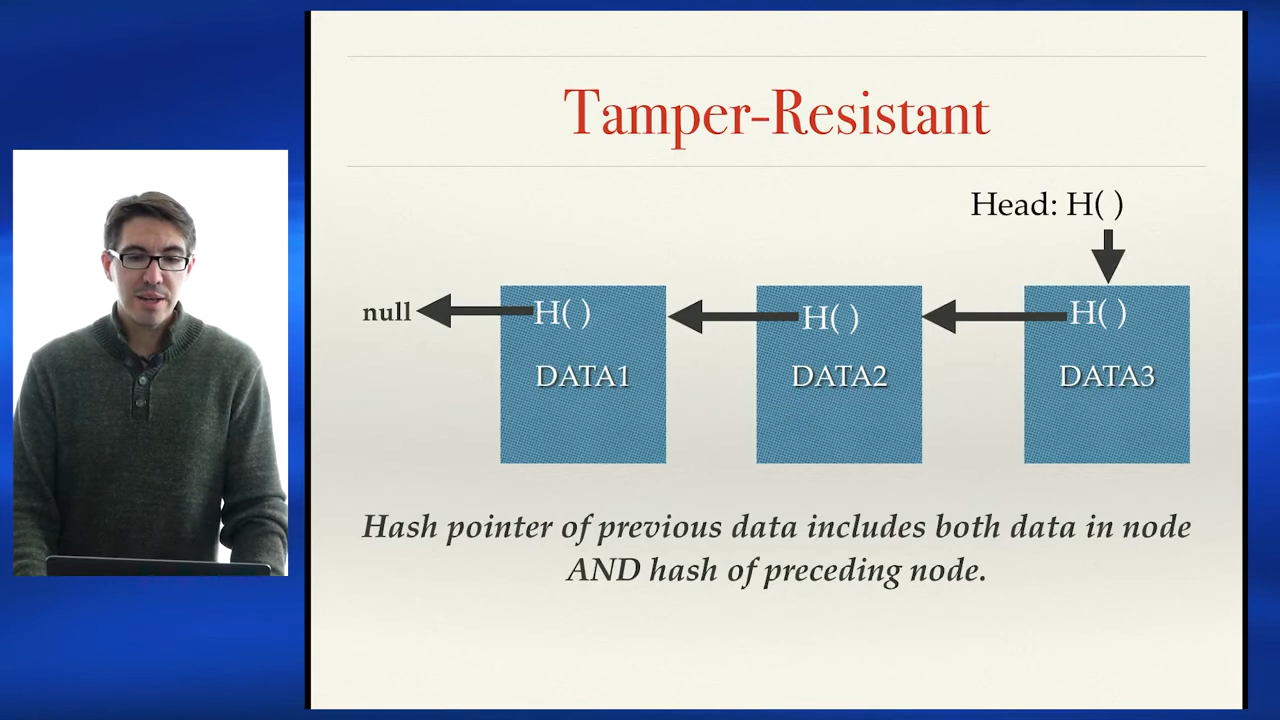 Tamper-Resistant
Head: H( )
null
H( )
H( )
H( )
DATA1
DATA2
DATA3
Hash pointer of previous data includes both data in node
AND hash of preceding node.